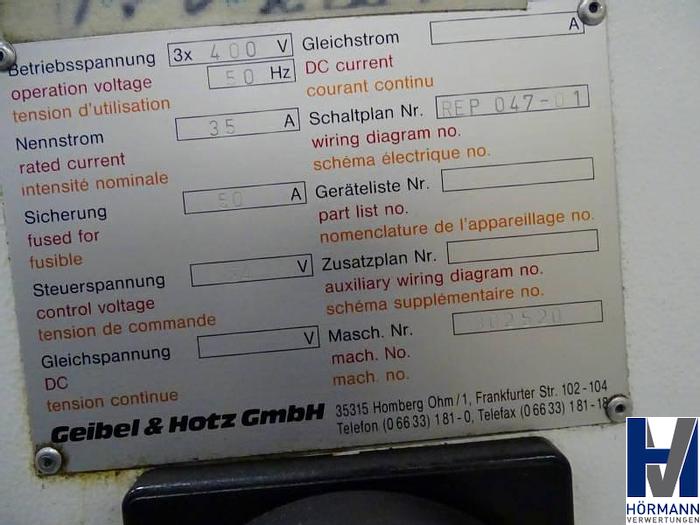 Betriebsspannung 3x 400 V
operation voltage 50 Hz
tension d'utilisation
Nennstrom 35 A
rated current
intensité nominale
Sicherung 50 A
fused for
fusible
Steuerspannung V
control voltage
tension de commande
Gleichspannung V
DC
tension continue
Gleichstrom A
DC current
courant continu
Schaltplan Nr. REP 047-01
wiring diagram no.
schéma électrique no.
Geräteliste Nr.
part list no.
nomenclature de l'appareillage no.
Zusatzplan Nr.
auxiliary wiring diagram no.
schéma supplémentaire no.
Masch. Nr.
mach. No.
mach. no.
Geibel & Hotz GmbH
35315 Homberg Ohm/1, Frankfurter Str. 102-104
Telefon (06633) 181-0, Telefax (06633) 181-18
HÖRMANN
VERWERTUNGEN